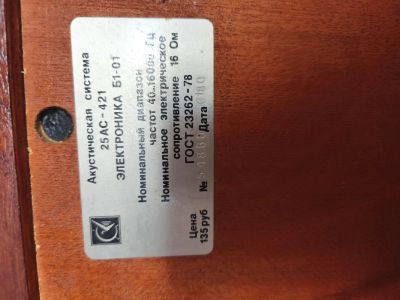 Акустическая система
25АС-421
ЭЛЕКТРОНИКА Б1-01
Номинальный диапазон
частот 40..16000 Гц
Номинальное электрическое
сопротивление 16 Ом
ГОСТ 23262-78
№ Дата
Цена
135 руб